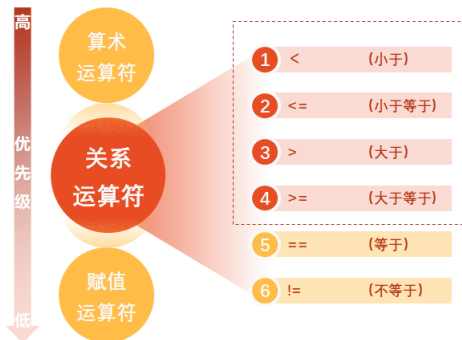 高
优
先
级
低
算术
运算符
关系
运算符
赋值
运算符
1 < (小于)
2 <= (小于等于)
3 > (大于)
4 >= (大于等于)
5 == (等于)
6 != (不等于)